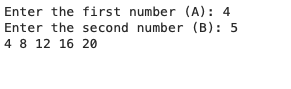 Enter the first number (A): 4
Enter the second number (B): 5
4 8 12 16 20